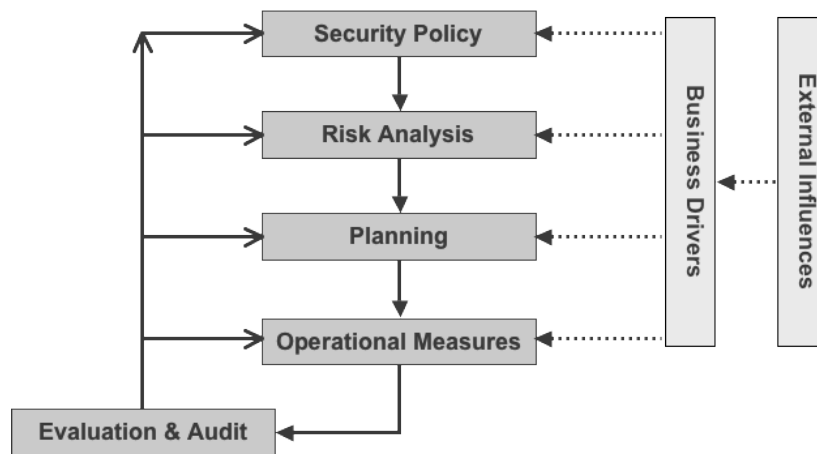 Security Policy
Risk Analysis
Planning
Operational Measures
Evaluation & Audit
Business Drivers
External Influences